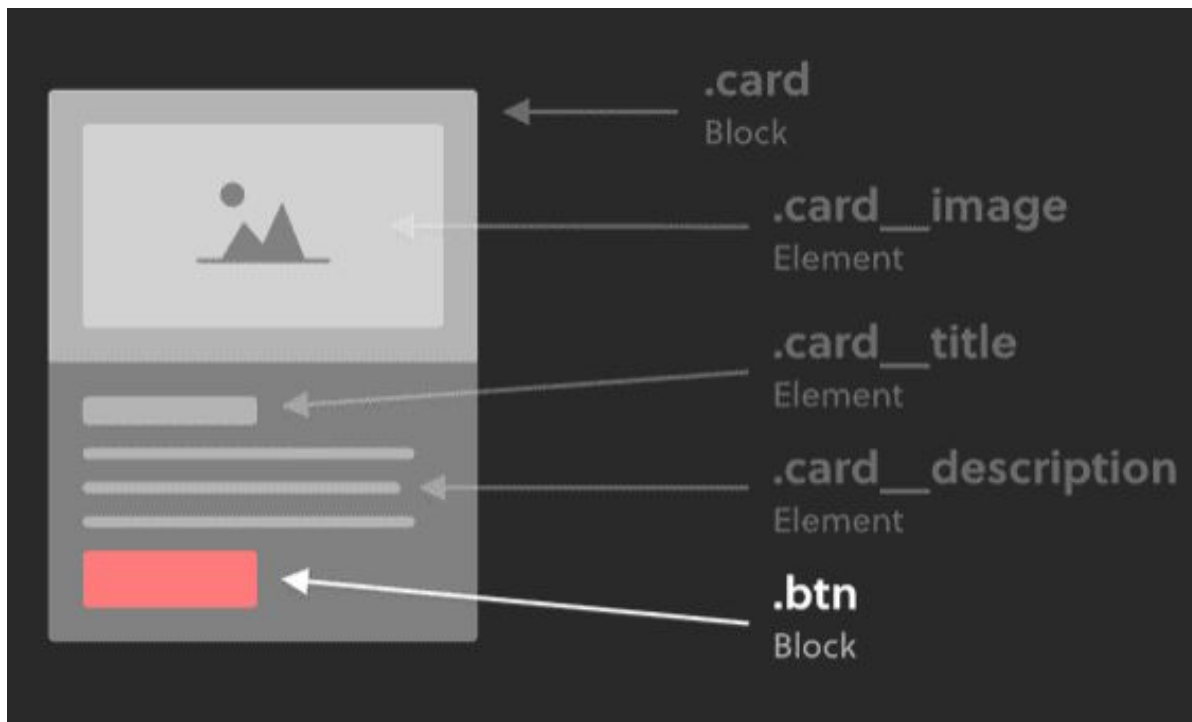 .card
Block
.card__image
Element
.card__title
Element
.card__description
Element
.btn
Block